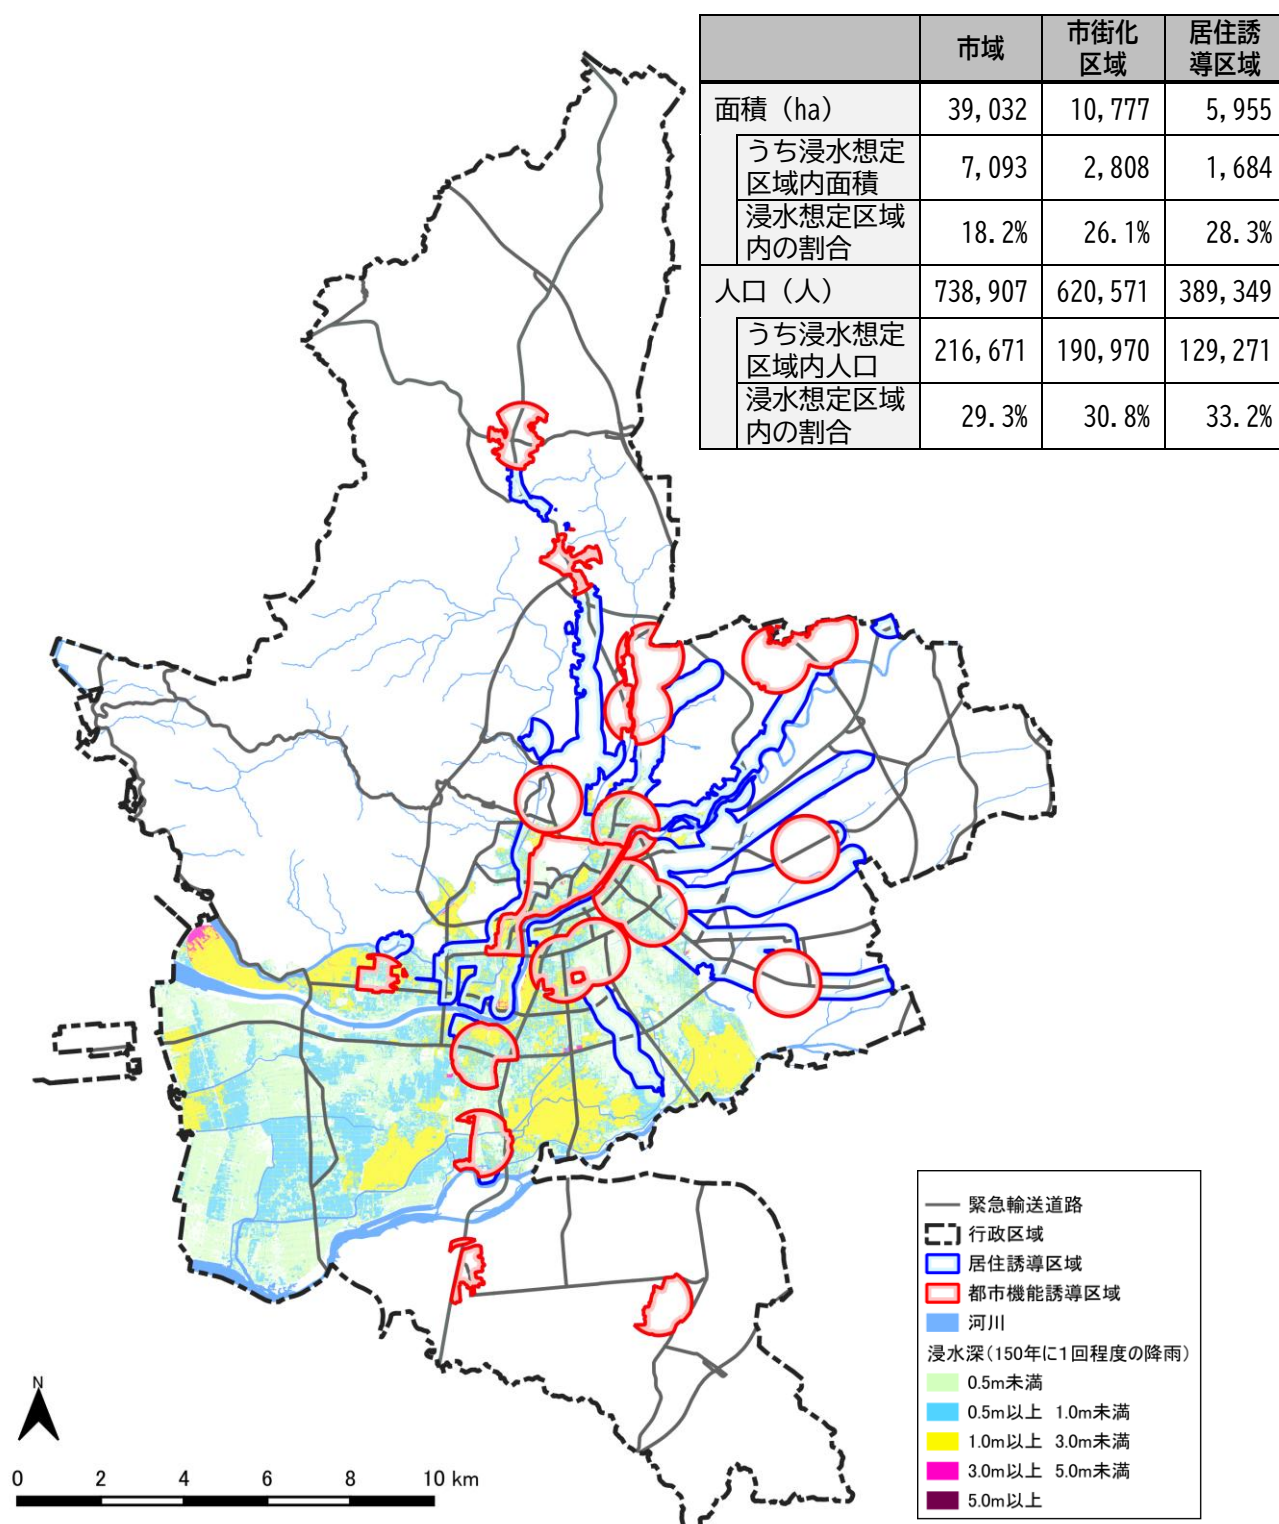 市域
市街化
区域
居住誘
導区域
面積（ha） 39,032 10,777 5,955
うち浸水想定
区域内面積 7,093 2,808 1,684
浸水想定区域
内の割合 18.2% 26.1% 28.3%
人口（人） 738,907 620,571 389,349
うち浸水想定
区域内人口 216,671 190,970 129,271
浸水想定区域
内の割合 29.3% 30.8% 33.2%
緊急輸送道路
行政区域
居住誘導区域
都市機能誘導区域
河川
浸水深（150年に1回程度の降雨）
0.5m未満
0.5m以上 1.0m未満
1.0m以上 3.0m未満
3.0m以上 5.0m未満
5.0m以上
N
0 2 4 6 8 10 km